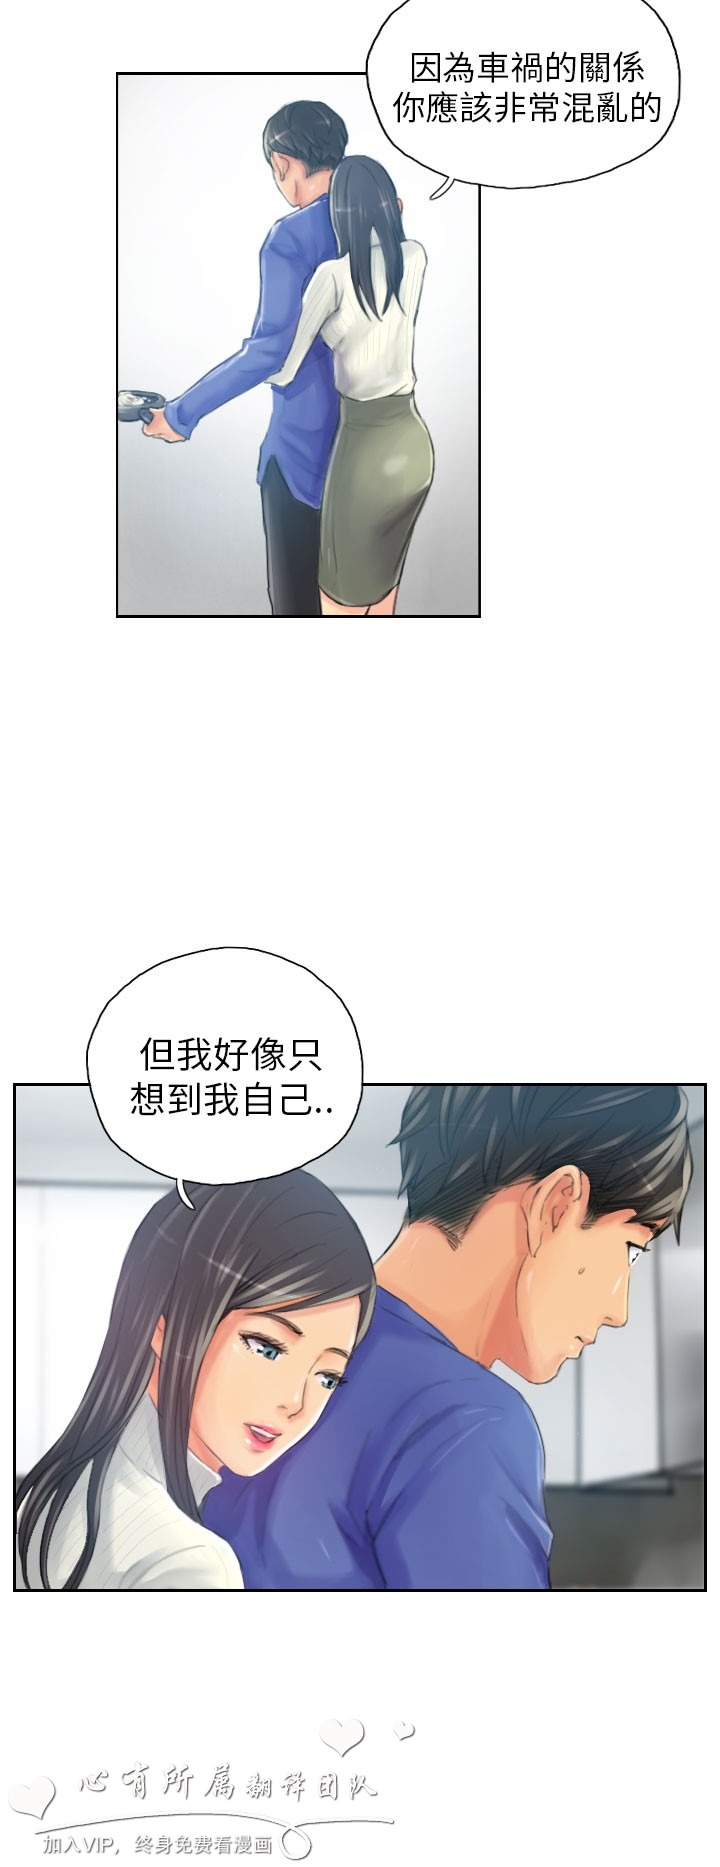 因為車禍的關係
你應該非常混亂的
但我好像只
想到我自己..
心有所属翻译团队
加入VIP，终身免费看漫画